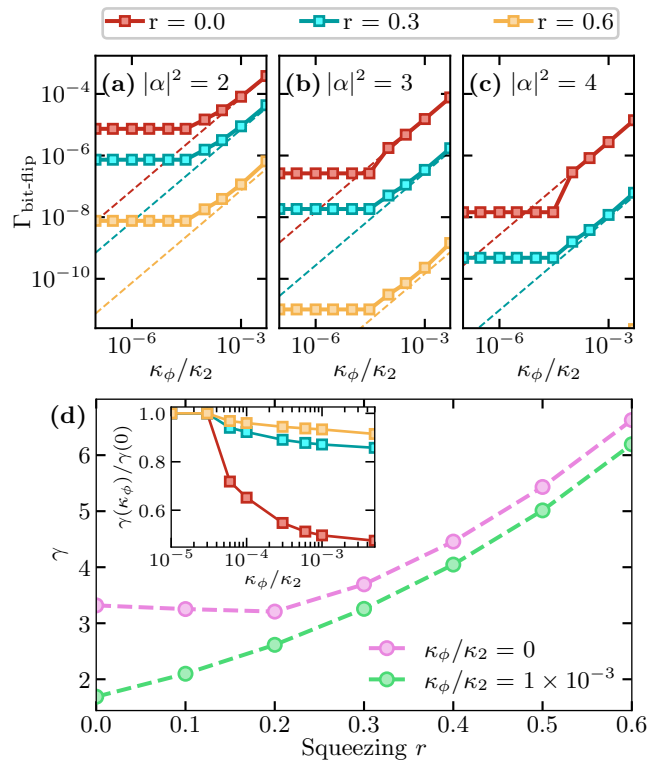 r = 0.0 r = 0.3 r = 0.6
(a) |α|² = 2 (b) |α|² = 3 (c) |α|² = 4
10⁻⁴
10⁻⁶
10⁻⁸
10⁻¹⁰
Γ_bit-flip
10⁻⁶ 10⁻³ 10⁻⁶ 10⁻³ 10⁻⁶ 10⁻³
κ_ϕ/κ₂ κ_ϕ/κ₂ κ_ϕ/κ₂
(d)
1.0
0.8
0.6
γ(κ_ϕ)/γ(0)
10⁻⁵ 10⁻⁴ 10⁻³
κ_ϕ/κ₂
6
5
4
3
2
γ
κ_ϕ/κ₂ = 0
κ_ϕ/κ₂ = 1 × 10⁻³
0.0 0.1 0.2 0.3 0.4 0.5 0.6
Squeezing r